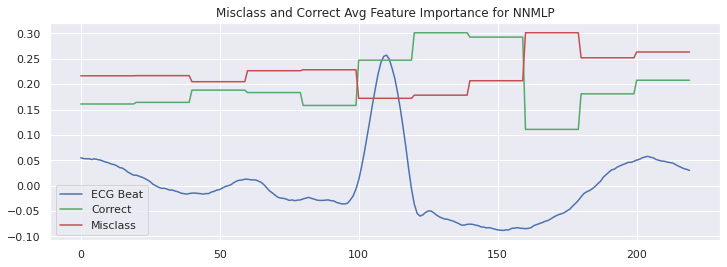 Misclass and Correct Avg Feature Importance for NNMLP
0.30
0.25
0.20
0.15
0.10
0.05
0.00
−0.05
−0.10
ECG Beat
Correct
Misclass
0 50 100 150 200